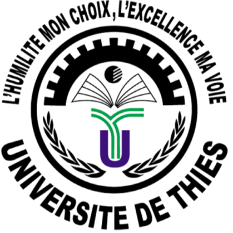 L'HUMILITE MON CHOIX, L'EXCELLENCE MA VOIE
UNIVERSITE DE THIES